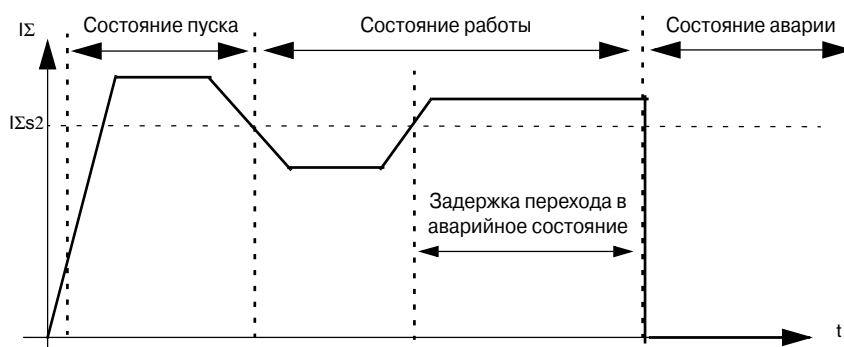 IΣ
Состояние пуска
Состояние работы
Состояние аварии
IΣs2
Задержка перехода в
аварийное состояние
t